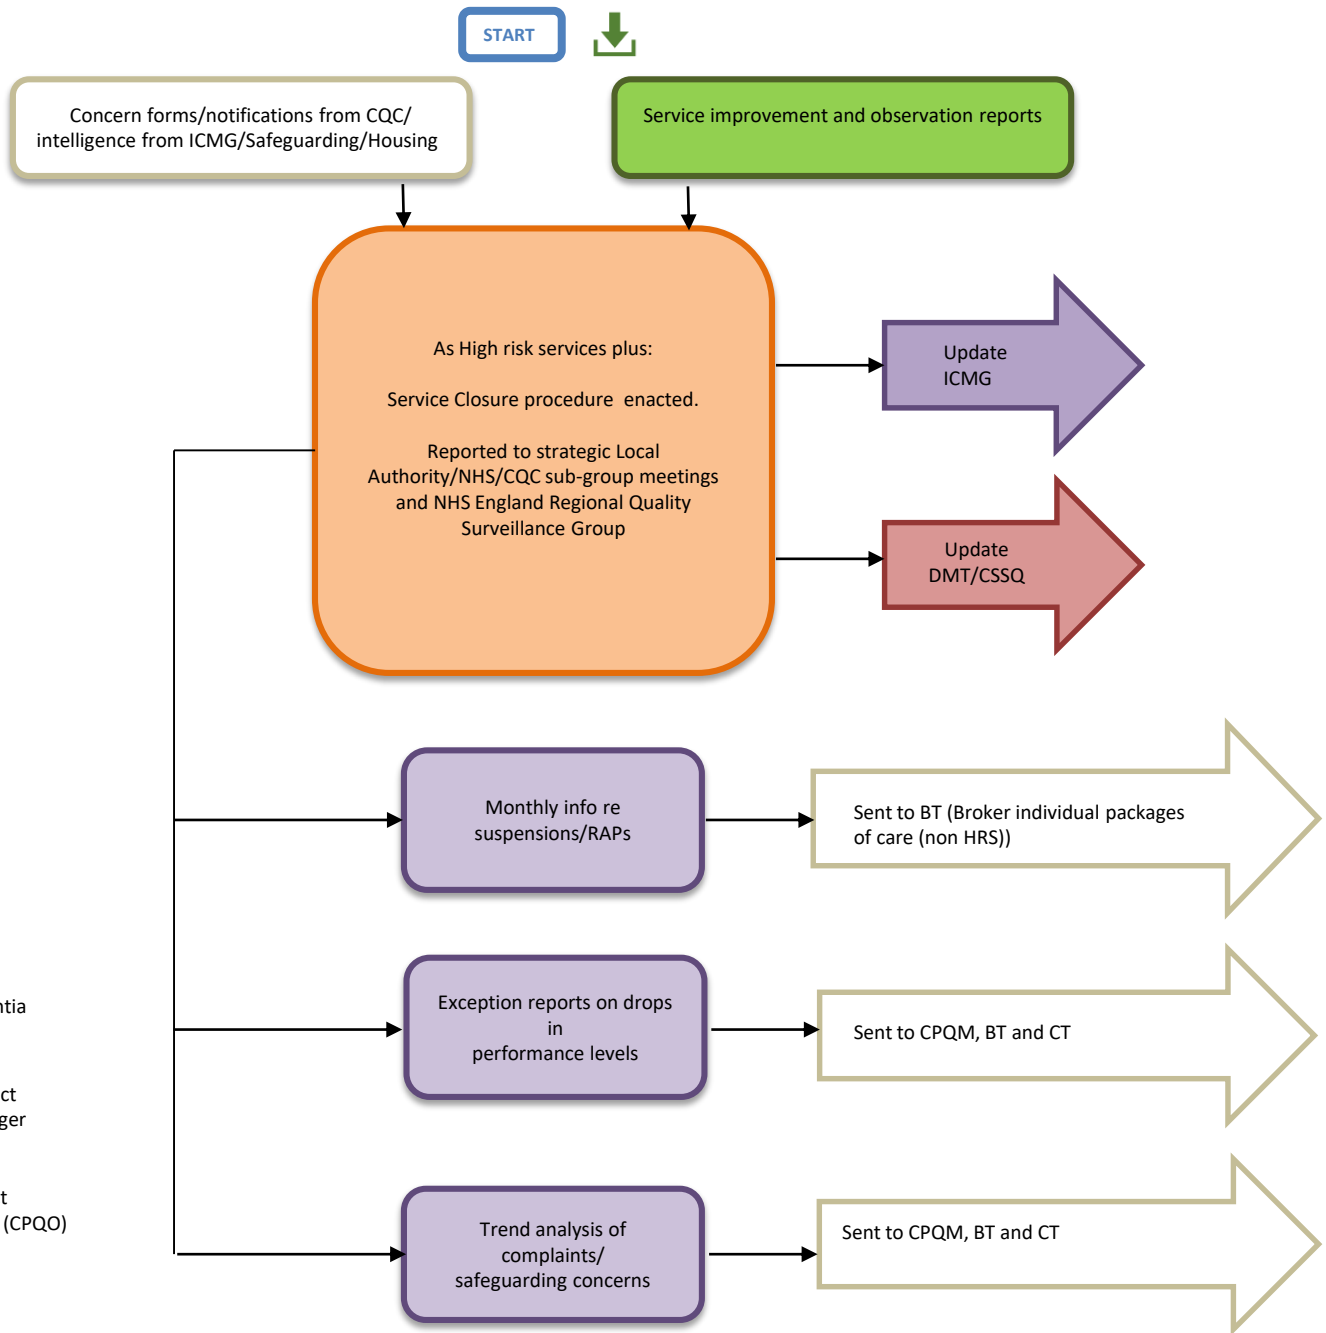 START
Concern forms/notifications from CQC/
intelligence from ICMG/Safeguarding/Housing
Service improvement and observation reports
As High risk services plus:
Service Closure procedure enacted.
Reported to strategic Local
Authority/NHS/CQC sub-group meetings
and NHS England Regional Quality
Surveillance Group
Update
ICMG
Update
DMT/CSSQ
Monthly info re
suspensions/RAPs
Sent to BT (Broker individual packages
of care (non HRS))
Exception reports on drops
in
performance levels
Sent to CPQM, BT and CT
Trend analysis of
complaints/
safeguarding concerns
Sent to CPQM, BT and CT
ntia
ct
ger
t
(CPQO)